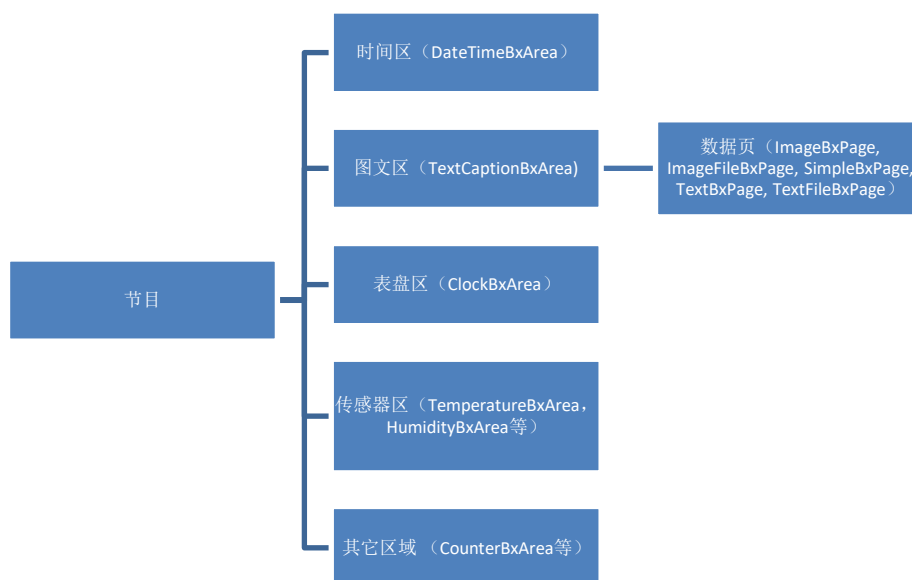 时间区（DateTimeBxArea）
图文区（TextCaptionBxArea)
数据页（ImageBxPage,
ImageFileBxPage, SimpleBxPage,
TextBxPage, TextFileBxPage）
节目
表盘区（ClockBxArea）
传感器区（TemperatureBxArea，
HumidityBxArea等）
其它区域 （CounterBxArea等）